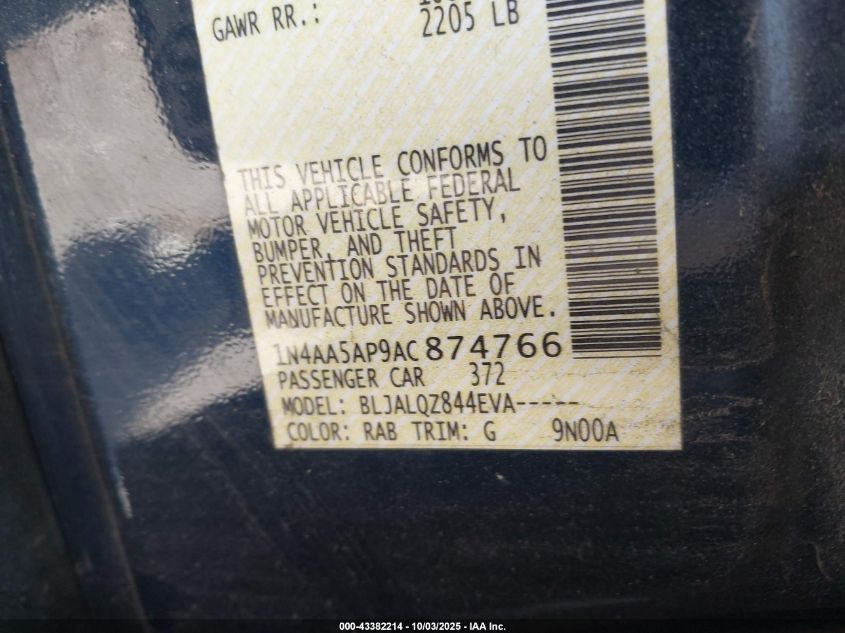 GAWR RR.:
2205 LB
THIS VEHICLE CONFORMS TO
ALL APPLICABLE FEDERAL
MOTOR VEHICLE SAFETY,
BUMPER, AND THEFT
PREVENTION STANDARDS IN
EFFECT ON THE DATE OF
MANUFACTURE SHOWN ABOVE.
1N4AA5AP9AC 874766
PASSENGER CAR 372
MODEL: BLJALQZ844EVA-----
COLOR: RAB TRIM: G 9N00A
000-43382214 - 10/03/2025 - IAA Inc.